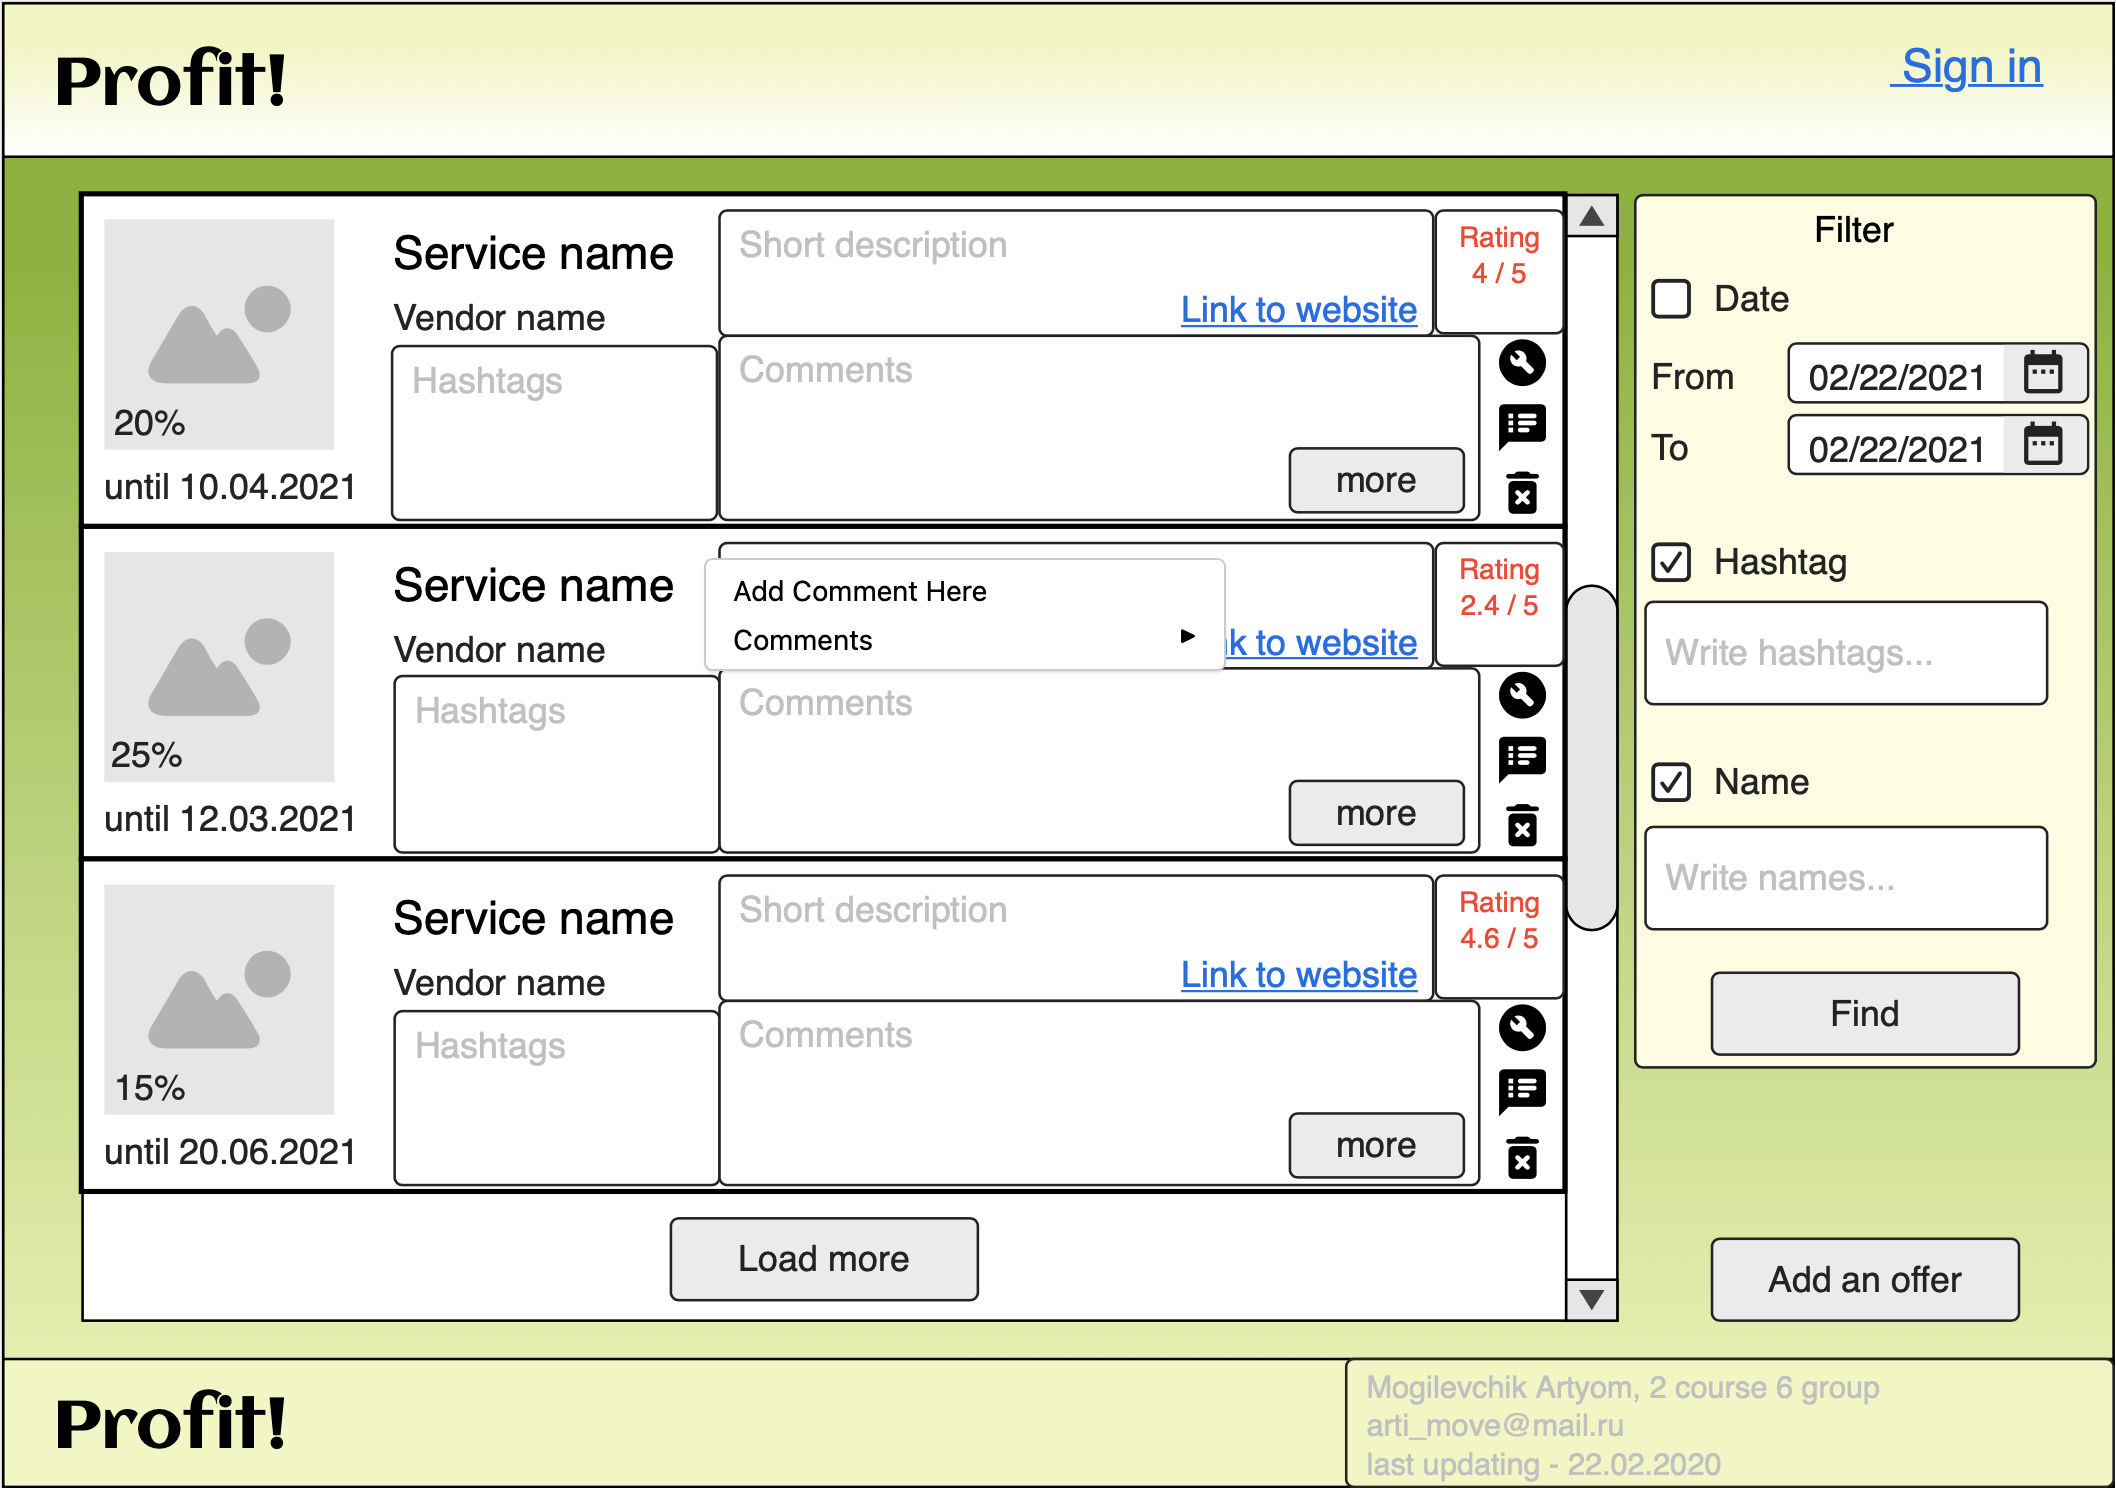 Profit!
Sign in
20%
until 10.04.2021
Service name
Vendor name
Hashtags
Short description
Link to website
Rating
4 / 5
Comments
more
25%
until 12.03.2021
Service name
Vendor name
Hashtags
Add Comment Here
Comments
k to website
Rating
2.4 / 5
Comments
more
15%
until 20.06.2021
Service name
Vendor name
Hashtags
Short description
Link to website
Rating
4.6 / 5
Comments
more
Load more
Filter
Date
From 02/22/2021
To 02/22/2021
Hashtag
Write hashtags...
Name
Write names...
Find
Add an offer
Profit!
Mogilevchik Artyom, 2 course 6 group
arti_move@mail.ru
last updating - 22.02.2020